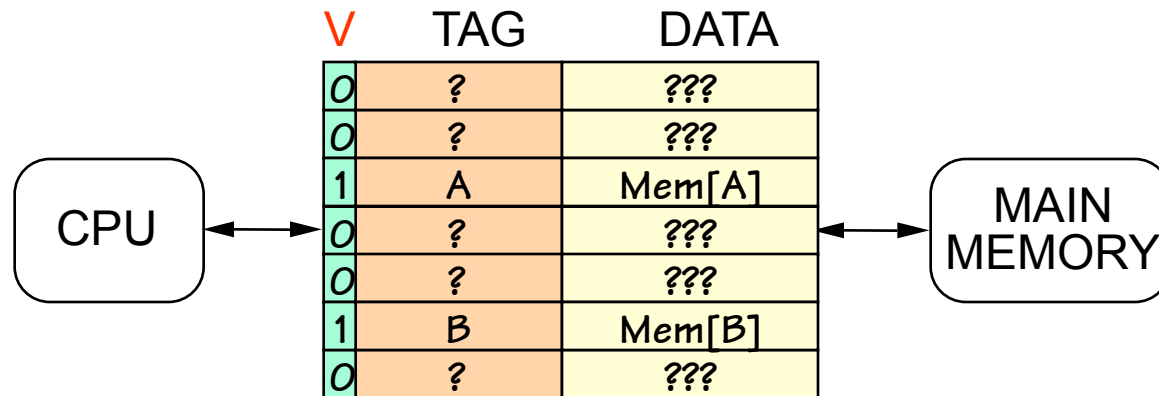 V TAG DATA
0 ? ???
0 ? ???
1 A Mem[A]
0 ? ???
0 ? ???
1 B Mem[B]
0 ? ???
CPU
MAIN
MEMORY